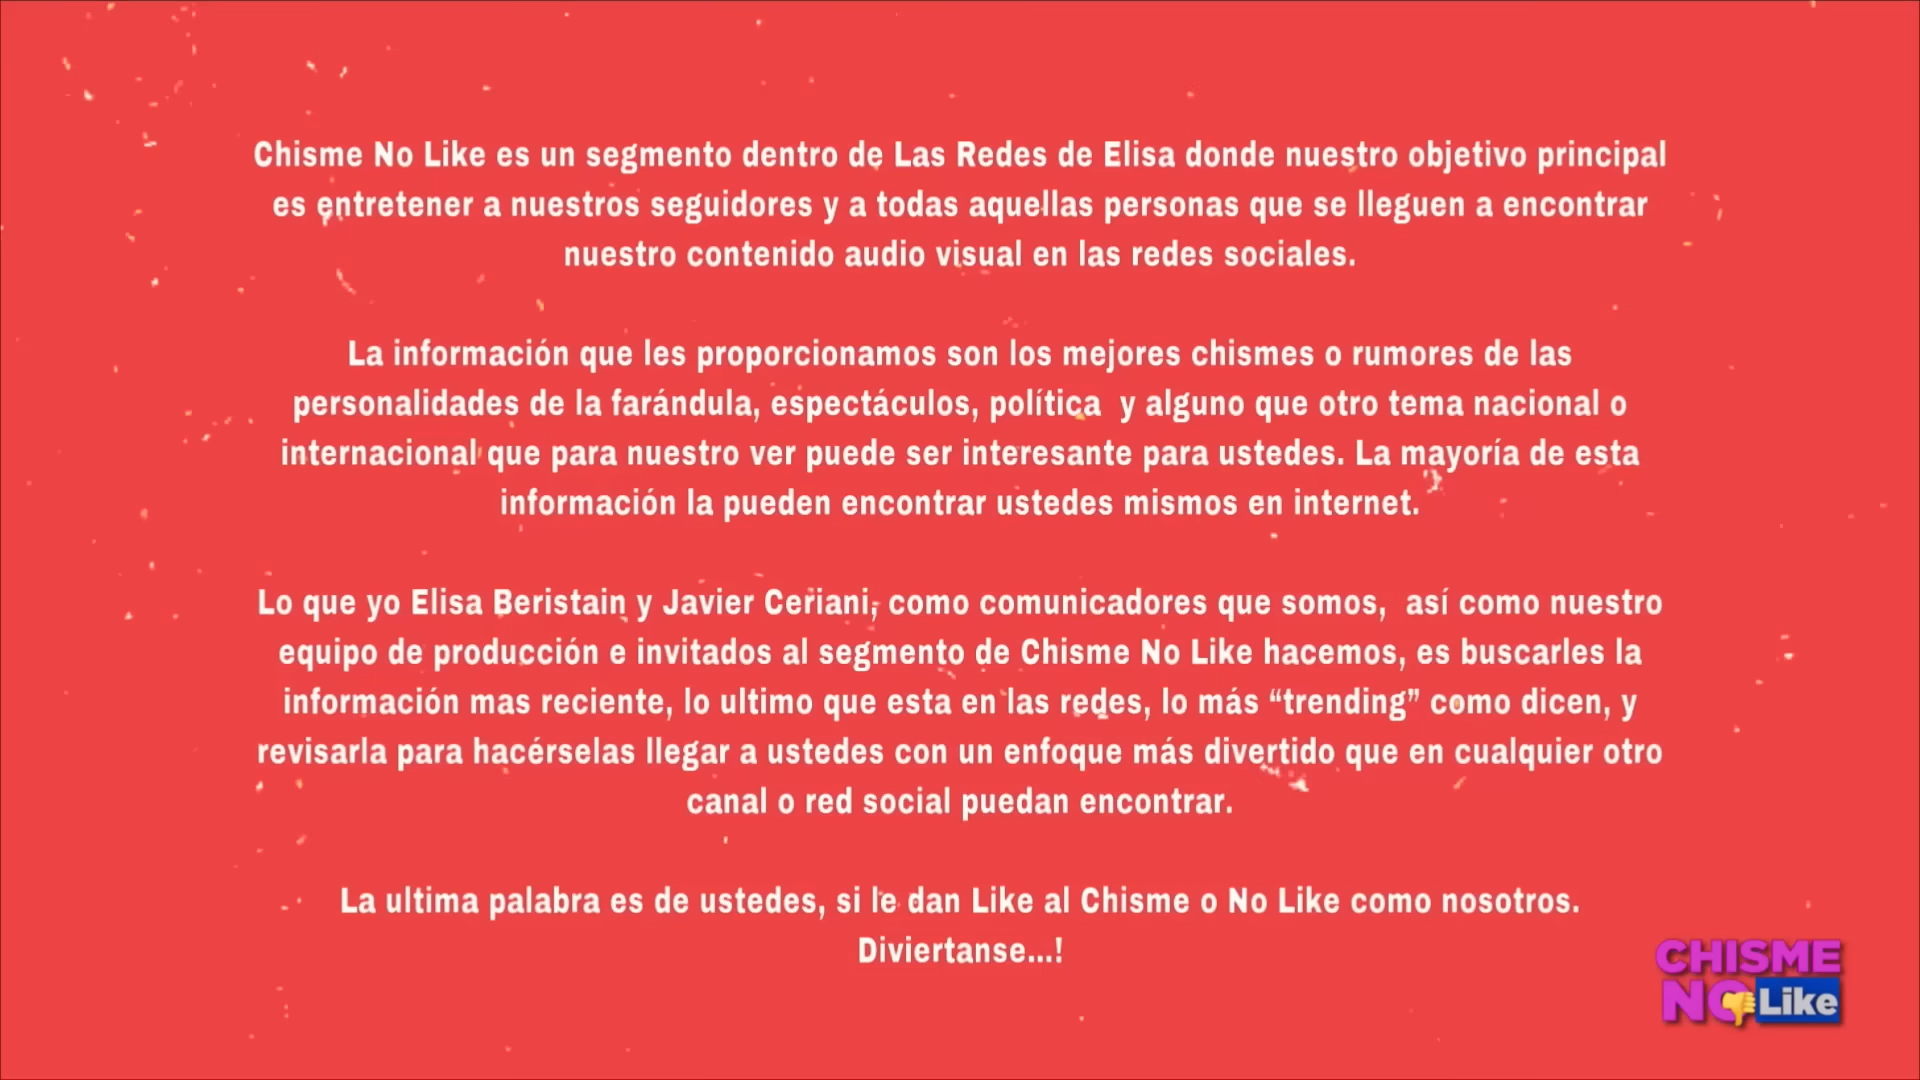 Chisme No Like es un segmento dentro de Las Redes de Elisa donde nuestro objetivo principal
es entretener a nuestros seguidores y a todas aquellas personas que se lleguen a encontrar
nuestro contenido audio visual en las redes sociales.
La información que les proporcionamos son los mejores chismes o rumores de las
personalidades de la farándula, espectáculos, política  y alguno que otro tema nacional o
internacional que para nuestro ver puede ser interesante para ustedes. La mayoría de esta
información la pueden encontrar ustedes mismos en internet.
Lo que yo Elisa Beristain y Javier Ceriani, como comunicadores que somos,  así como nuestro
equipo de producción e invitados al segmento de Chisme No Like hacemos, es buscarles la
información mas reciente, lo ultimo que esta en las redes, lo más “trending” como dicen, y
revisarla para hacérselas llegar a ustedes con un enfoque más divertido que en cualquier otro
canal o red social puedan encontrar.
La ultima palabra es de ustedes, si le dan Like al Chisme o No Like como nosotros.
Diviertanse...!
CHISME
NO Like